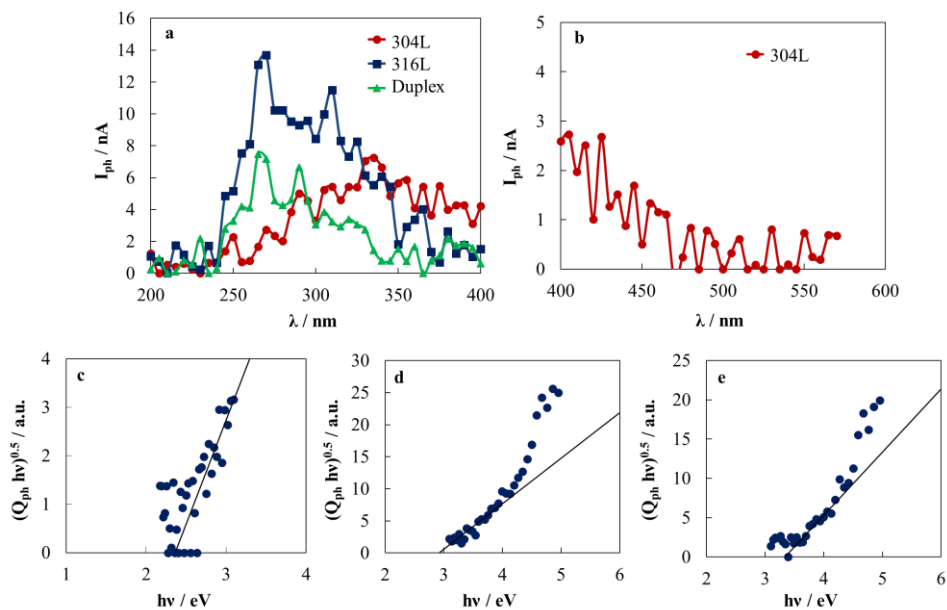 a
304L
316L
Duplex
I_ph / nA
16
14
12
10
8
6
4
2
0
200 250 300 350 400
λ / nm
b
304L
I_ph / nA
5
4
3
2
1
0
400 450 500 550 600
λ / nm
c
(Q_ph hν)^0.5 / a.u.
4
3
2
1
0
1 2 3 4
hν / eV
d
(Q_ph hν)^0.5 / a.u.
30
25
20
15
10
5
0
2 3 4 5 6
hν / eV
e
(Q_ph hν)^0.5 / a.u.
25
20
15
10
5
0
2 3 4 5 6
hν / eV